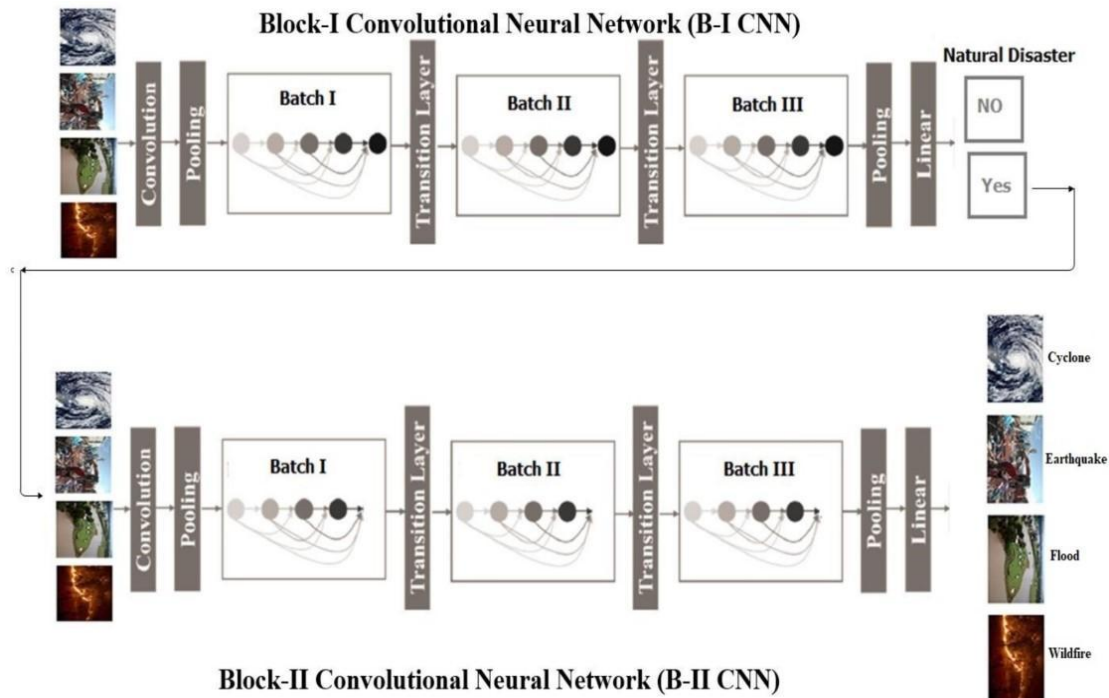 Block-I Convolutional Neural Network (B-I CNN)
Natural Disaster
Convolution
Pooling
Batch I
Transition Layer
Batch II
Transition Layer
Batch III
Pooling
Linear
NO
Yes
c
Convolution
Pooling
Batch I
Transition Layer
Batch II
Transition Layer
Batch III
Pooling
Linear
Cyclone
Earthquake
Flood
Wildfire
Block-II Convolutional Neural Network (B-II CNN)